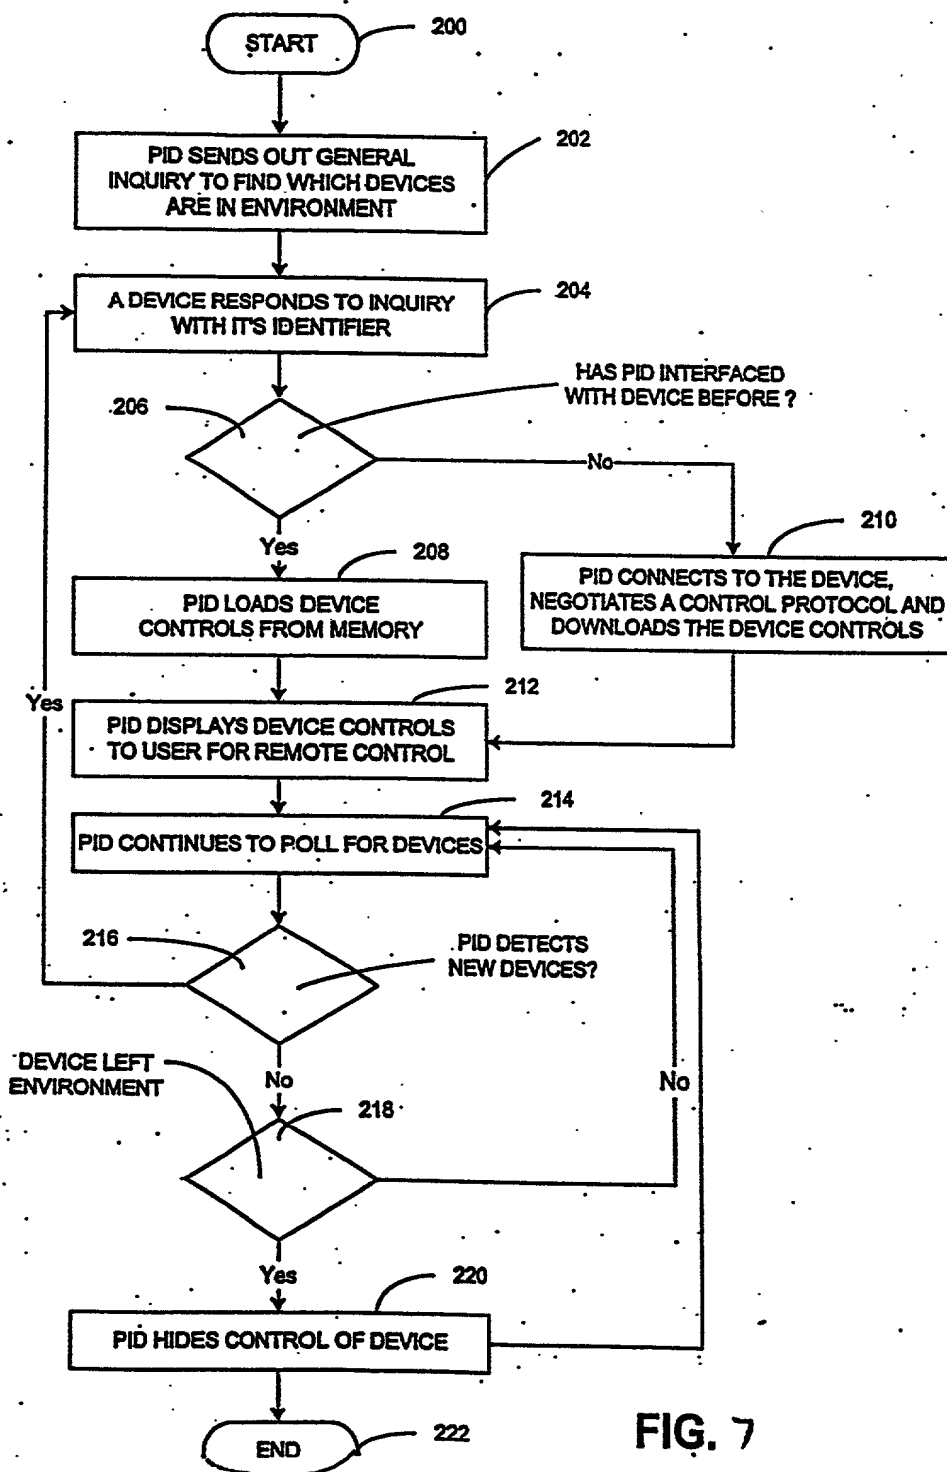 START
200
PID SENDS OUT GENERAL
INQUIRY TO FIND WHICH DEVICES
ARE IN ENVIRONMENT
202
A DEVICE RESPONDS TO INQUIRY
WITH IT'S IDENTIFIER
204
HAS PID INTERFACED
WITH DEVICE BEFORE ?
206
No
Yes
208
210
PID LOADS DEVICE
CONTROLS FROM MEMORY
PID CONNECTS TO THE DEVICE,
NEGOTIATES A CONTROL PROTOCOL AND
DOWNLOADS THE DEVICE CONTROLS
212
Yes
PID DISPLAYS DEVICE CONTROLS
TO USER FOR REMOTE CONTROL
214
PID CONTINUES TO POLL FOR DEVICES
216
PID DETECTS
NEW DEVICES?
DEVICE LEFT
ENVIRONMENT
No
No
218
Yes
220
PID HIDES CONTROL OF DEVICE
END
222
FIG. 7